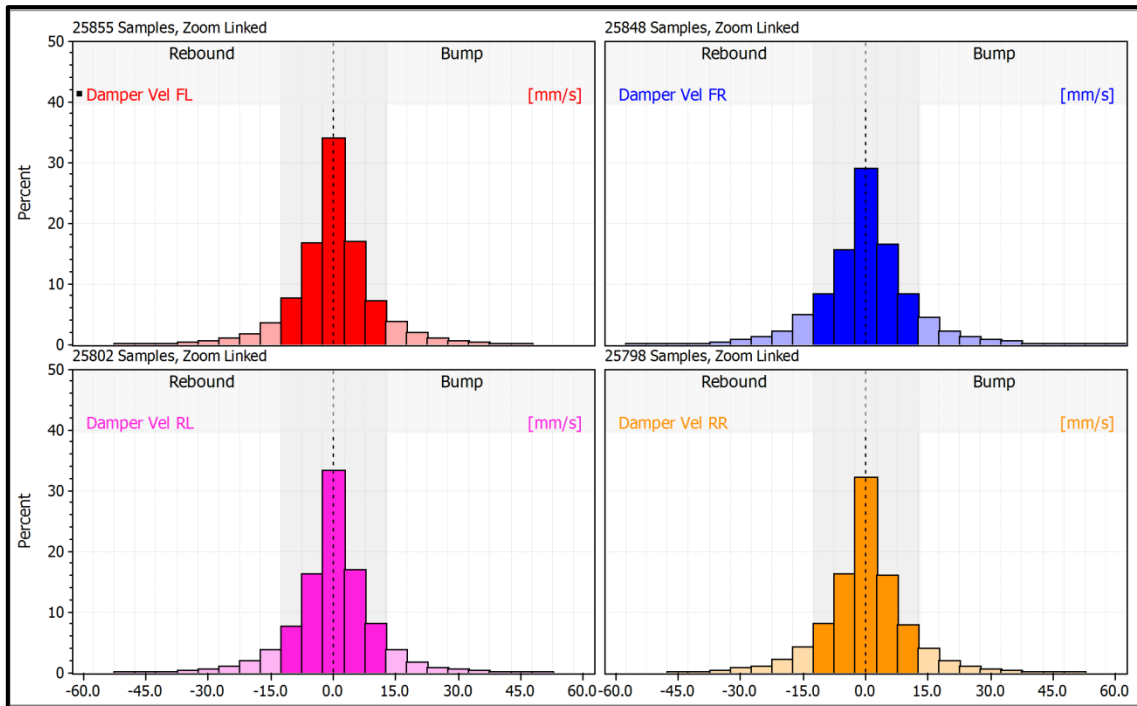 25855 Samples, Zoom Linked
50
Rebound
Bump
Damper Vel FL
[mm/s]
40
30
Percent
20
10
0
25848 Samples, Zoom Linked
Rebound
Bump
Damper Vel FR
[mm/s]
25802 Samples, Zoom Linked
50
Rebound
Bump
Damper Vel RL
[mm/s]
40
30
Percent
20
10
0
-60.0 -45.0 -30.0 -15.0 0.0 15.0 30.0 45.0 60.0
25798 Samples, Zoom Linked
Rebound
Bump
Damper Vel RR
[mm/s]
-60.0 -45.0 -30.0 -15.0 0.0 15.0 30.0 45.0 60.0